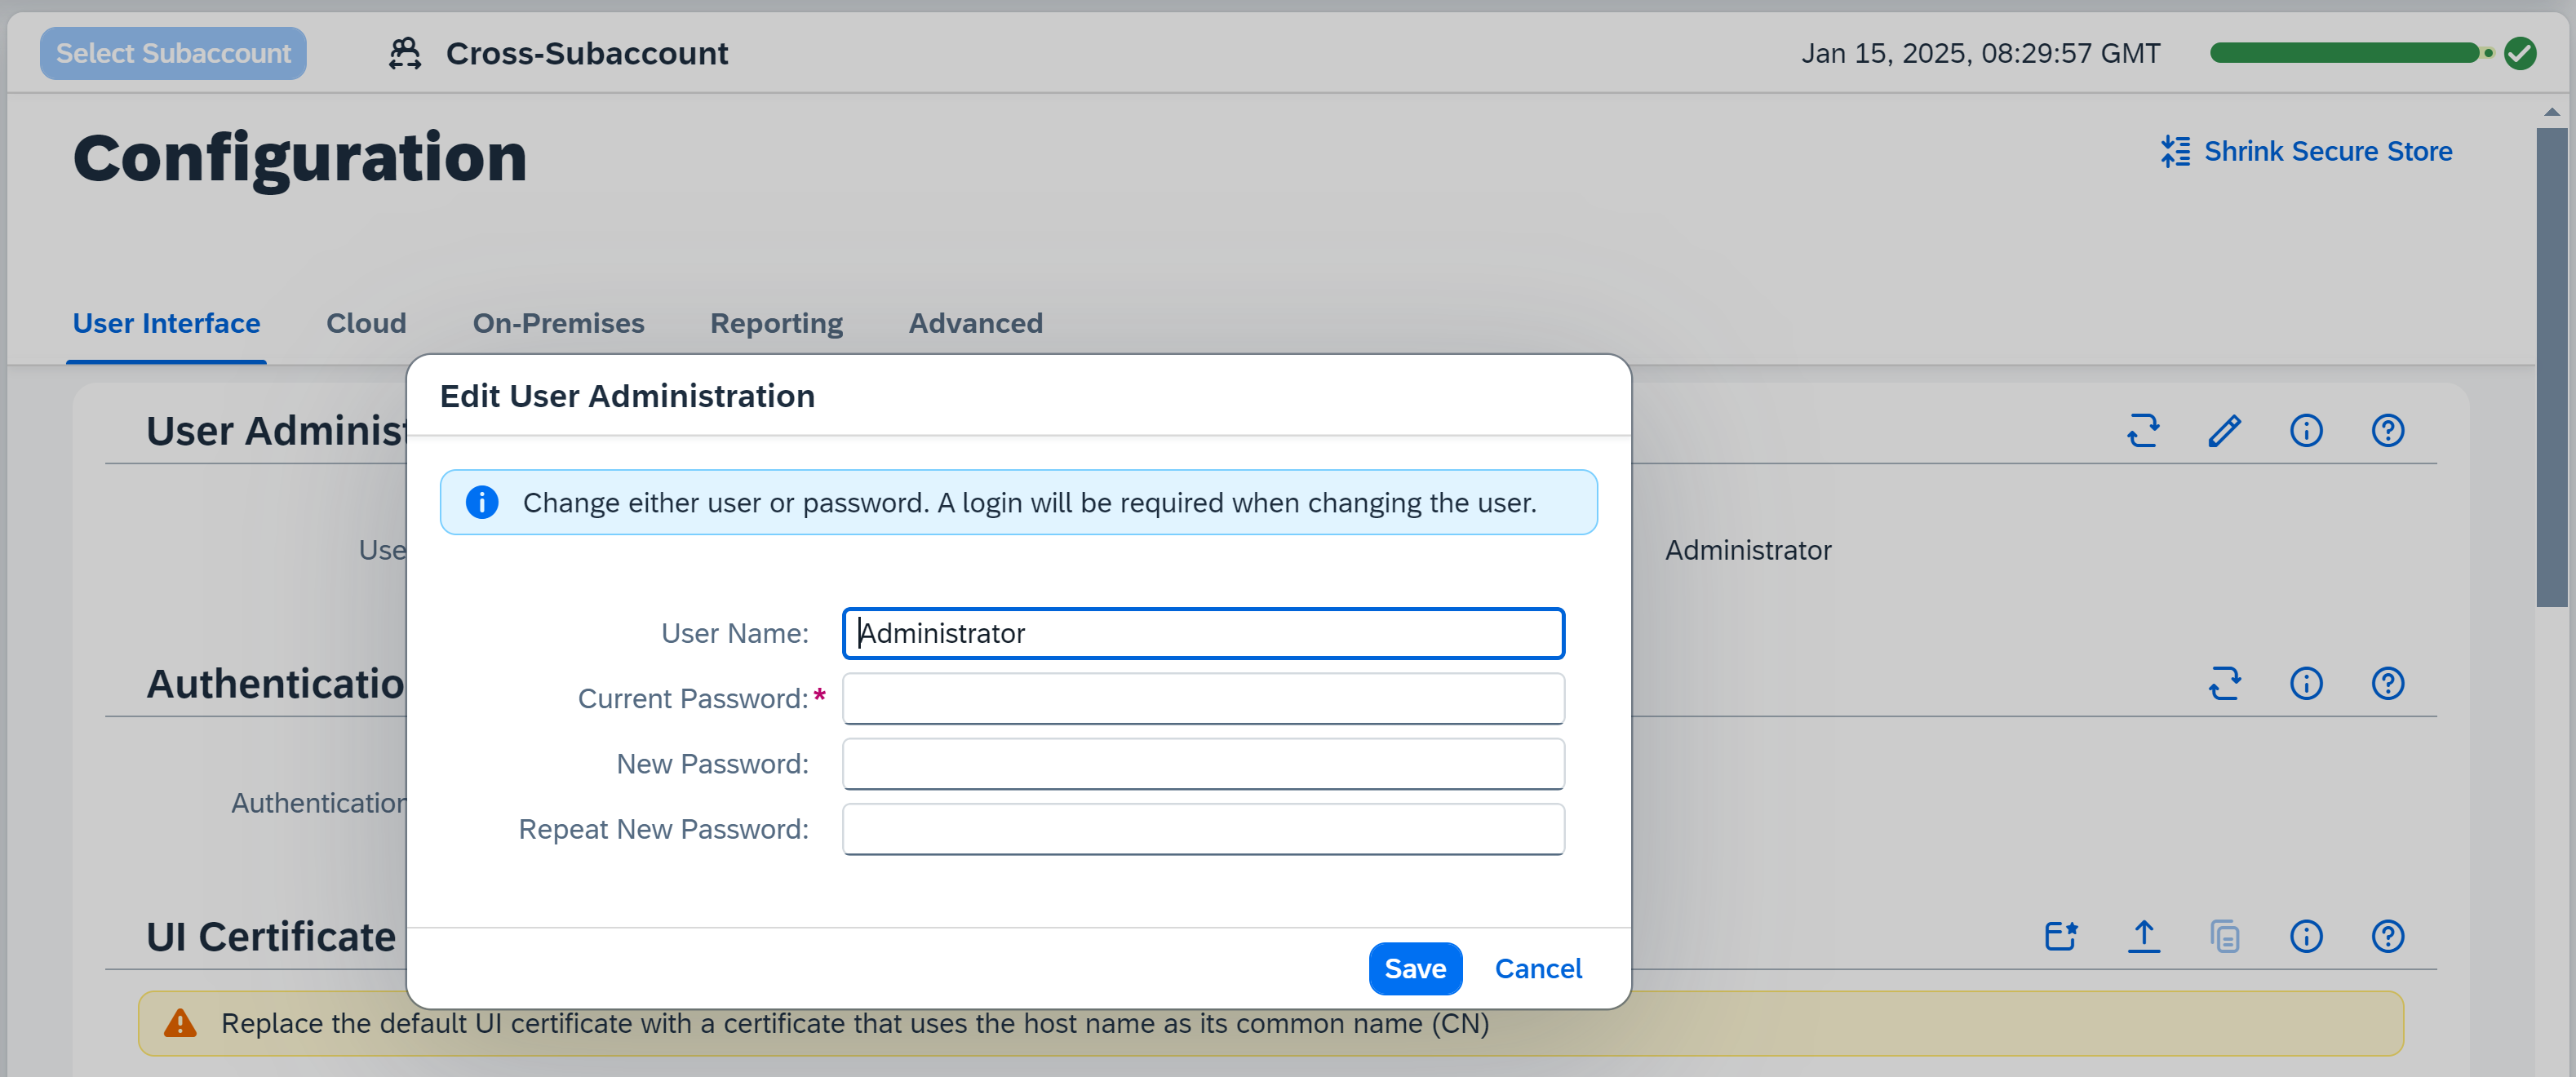 Select Subaccount
Cross-Subaccount
Jan 15, 2025, 08:29:57 GMT
Configuration
Shrink Secure Store
User Interface
Cloud
On-Premises
Reporting
Advanced
Edit User Administration
User Adminis
Change either user or password. A login will be required when changing the user.
Use
Administrator
User Name:
Administrator
Authenticatio
Current Password:*
New Password:
Authentication
Repeat New Password:
UI Certificate
Save
Cancel
Replace the default UI certificate with a certificate that uses the host name as its common name (CN)